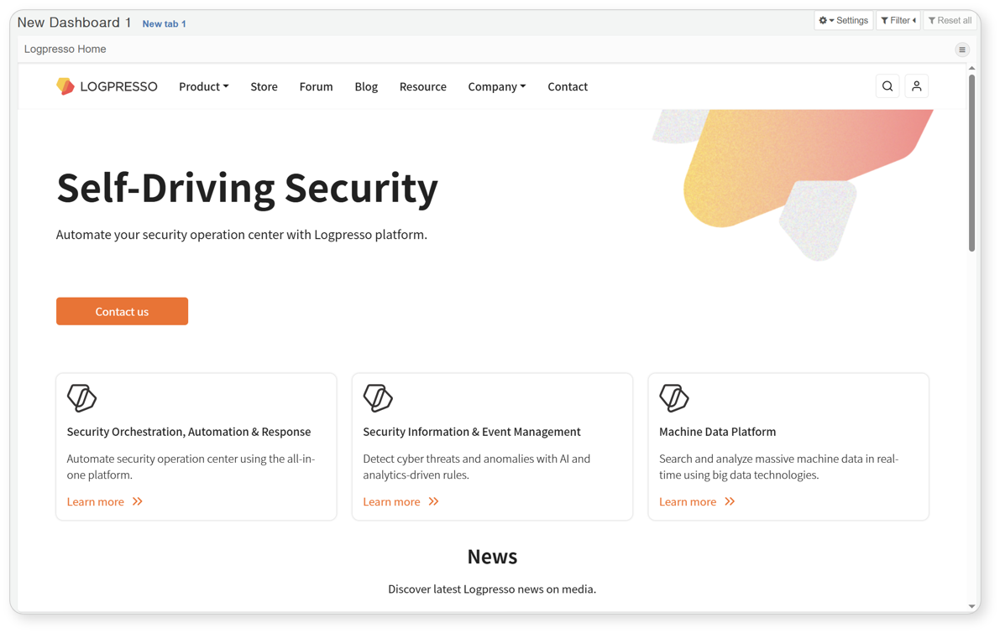 New Dashboard 1 New tab 1 Settings Filter Reset all
Logpresso Home
LOGPRESSO Product Store Forum Blog Resource Company Contact
Self-Driving Security
Automate your security operation center with Logpresso platform.
Contact us
Security Orchestration, Automation & Response
Automate security operation center using the all-in-
one platform.
Learn more
Security Information & Event Management
Detect cyber threats and anomalies with AI and
analytics-driven rules.
Learn more
Machine Data Platform
Search and analyze massive machine data in real-
time using big data technologies.
Learn more
News
Discover latest Logpresso news on media.